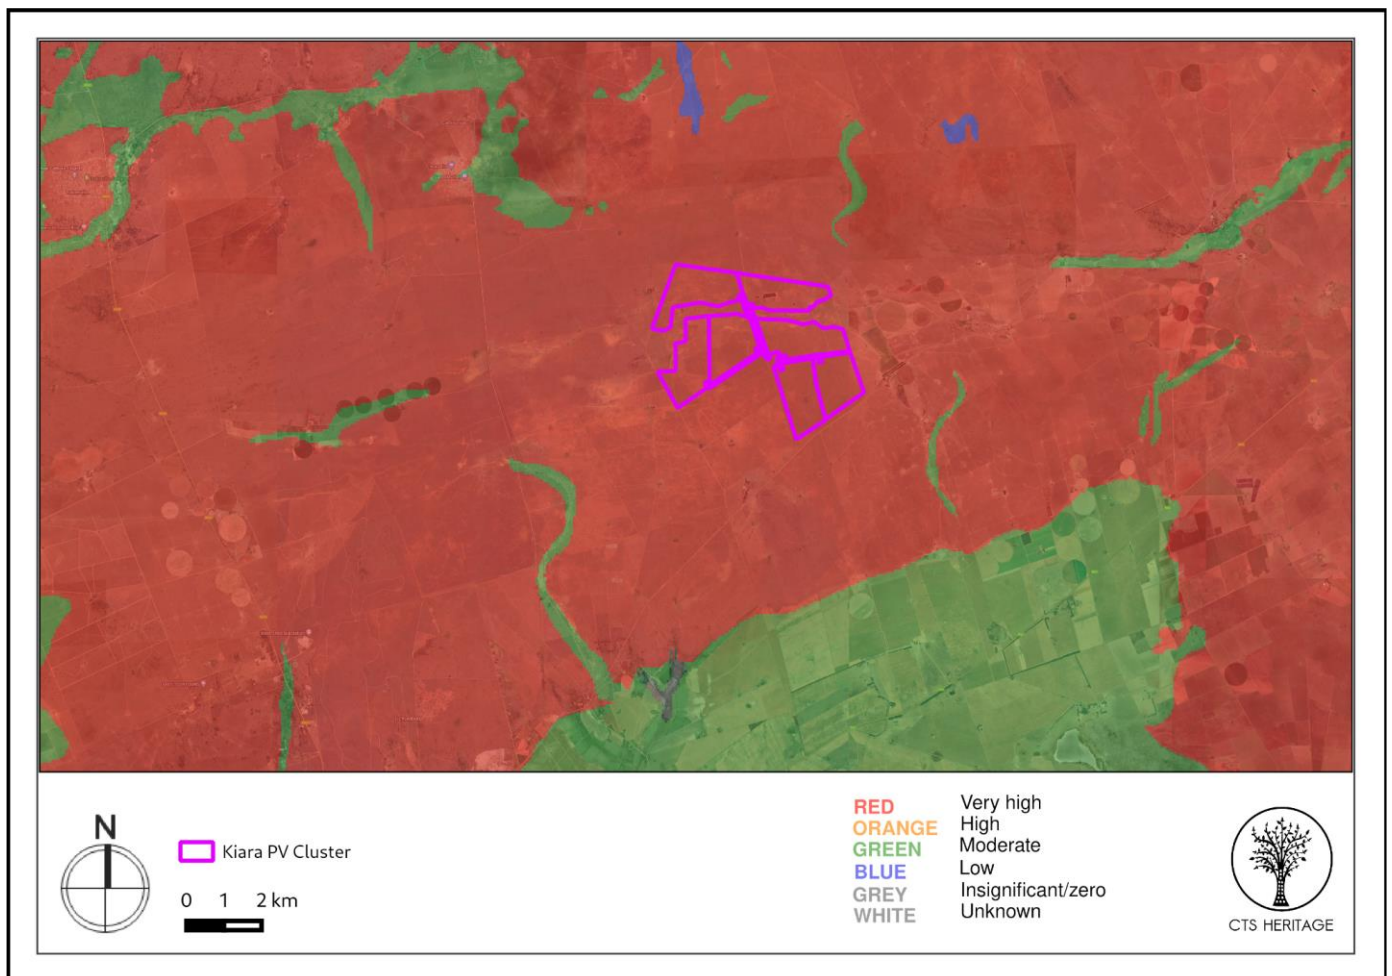 N
Kiara PV Cluster
0 1 2 km
RED Very high
ORANGE High
GREEN Moderate
BLUE Low
GREY Insignificant/zero
WHITE Unknown
CTS HERITAGE